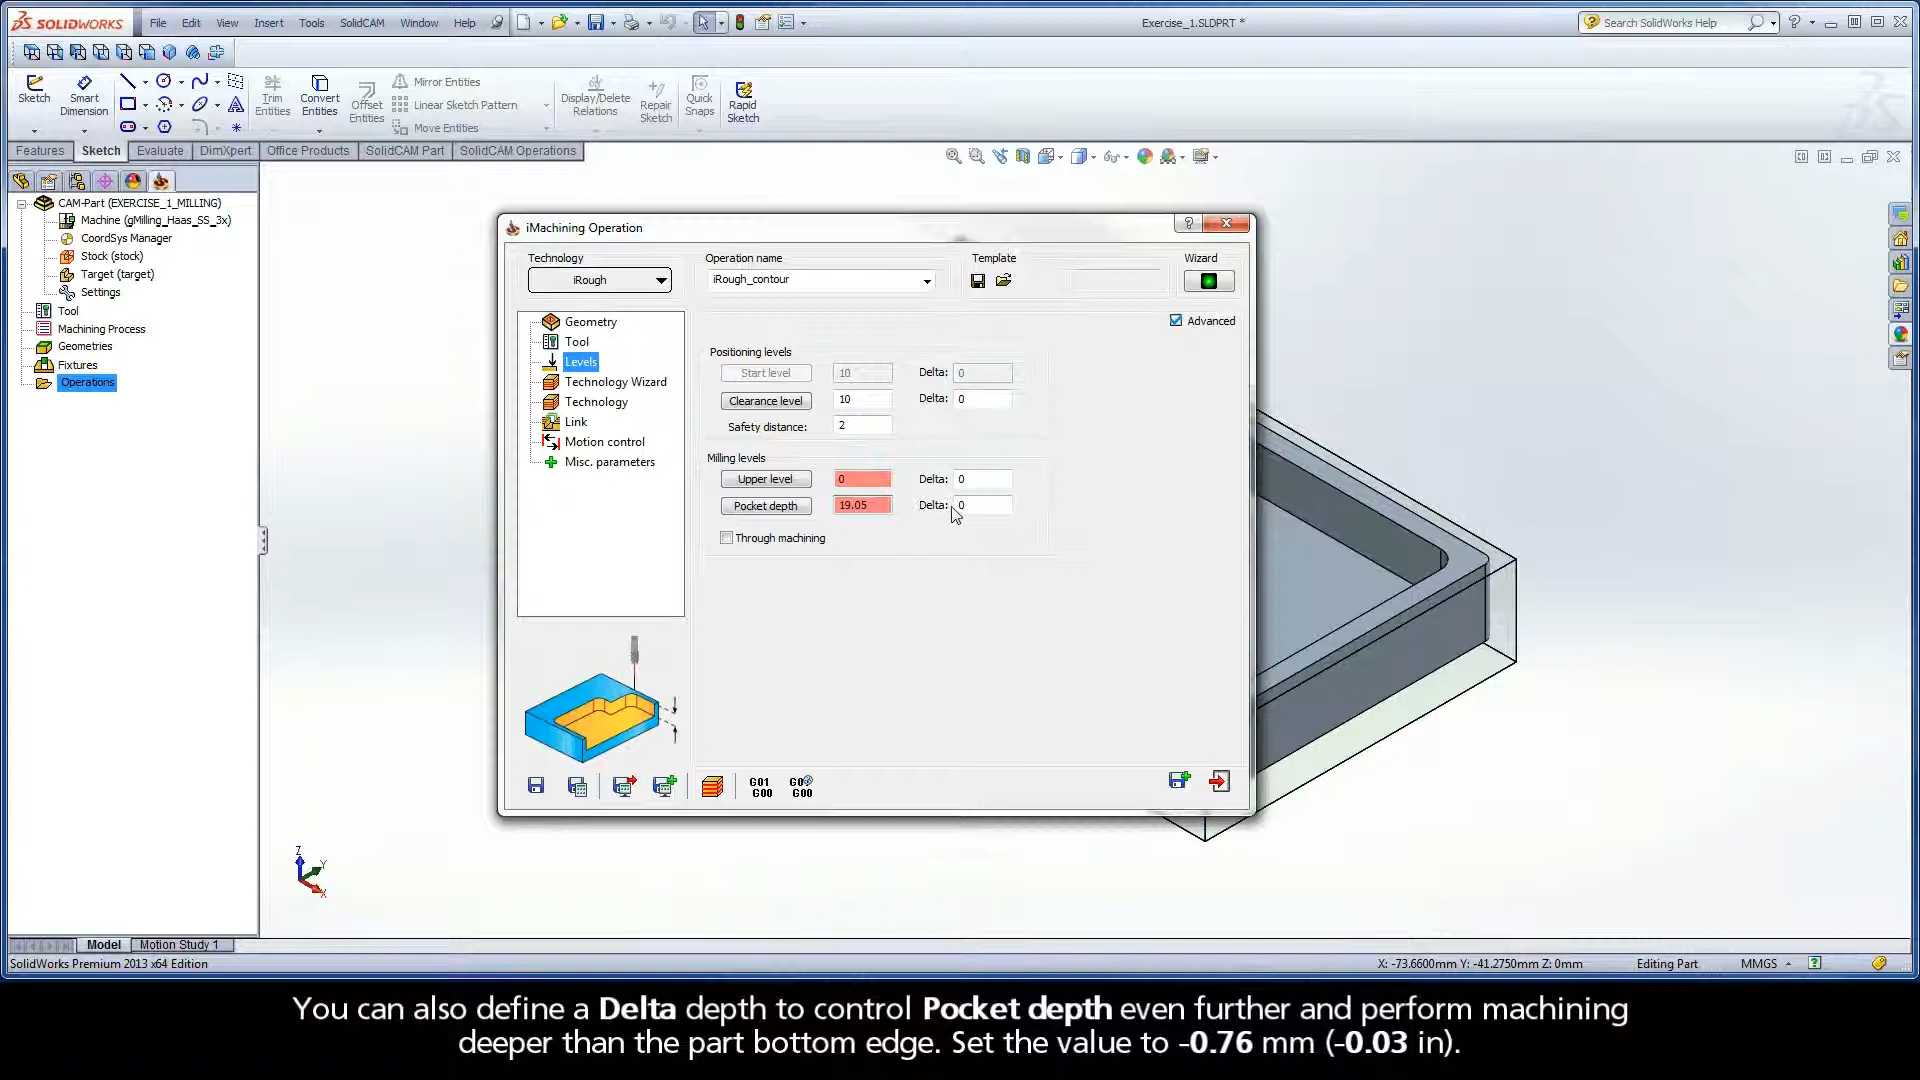 SOLIDWORKS File Edit View Insert Tools SolidCAM Window Help Exercise_1.SLDPRT * Search SolidWorks Help
Sketch Smart Dimension Trim Entities Convert Entities Offset Entities Mirror Entities Linear Sketch Pattern Move Entities Display/Delete Relations Repair Sketch Quick Snaps Rapid Sketch
Features Sketch Evaluate DimXpert Office Products SolidCAM Part SolidCAM Operations
CAM-Part (EXERCISE_1_MILLING)
Machine (gMilling_Haas_SS_3x)
CoordSys Manager
Stock (stock)
Target (target)
Settings
Tool
Machining Process
Geometries
Fixtures
Operations
iMachining Operation
Technology Operation name Template Wizard
iRough iRough_contour
Advanced
Geometry
Tool
Levels
Technology Wizard
Technology
Link
Motion control
Misc. parameters
Positioning levels
Start level 10 Delta: 0
Clearance level 10 Delta: 0
Safety distance: 2
Milling levels
Upper level 0 Delta: 0
Pocket depth 19.05 Delta: 0
Through machining
G01 G00
G00
Z
Y
X
Model Motion Study 1
SolidWorks Premium 2013 x64 Edition X: -73.6600mm Y: -41.2750mm Z: 0mm Editing Part MMGS
You can also define a Delta depth to control Pocket depth even further and perform machining
deeper than the part bottom edge. Set the value to -0.76 mm (-0.03 in).